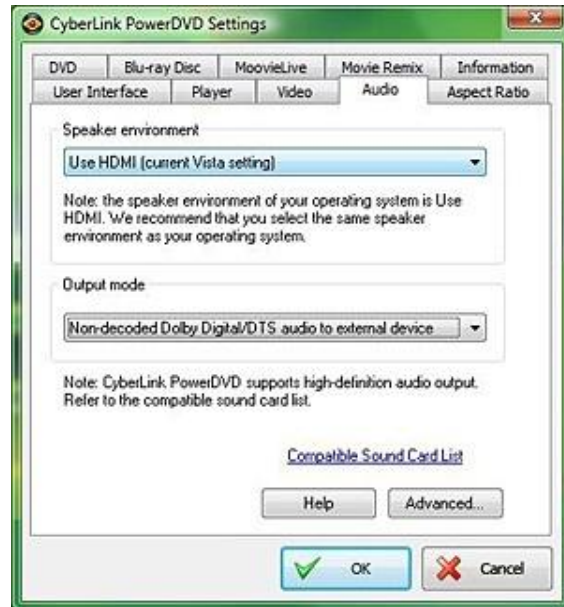 CyberLink PowerDVD Settings
DVD Blu-ray Disc MoovieLive Movie Remix Information
User Interface Player Video Audio Aspect Ratio
Speaker environment
Use HDMI (current Vista setting)
Note: the speaker environment of your operating system is Use
HDMI. We recommend that you select the same speaker
environment as your operating system.
Output mode
Non-decoded Dolby Digital/DTS audio to external device
Note: CyberLink PowerDVD supports high-definition audio output.
Refer to the compatible sound card list.
Compatible Sound Card List
Help Advanced...
OK Cancel